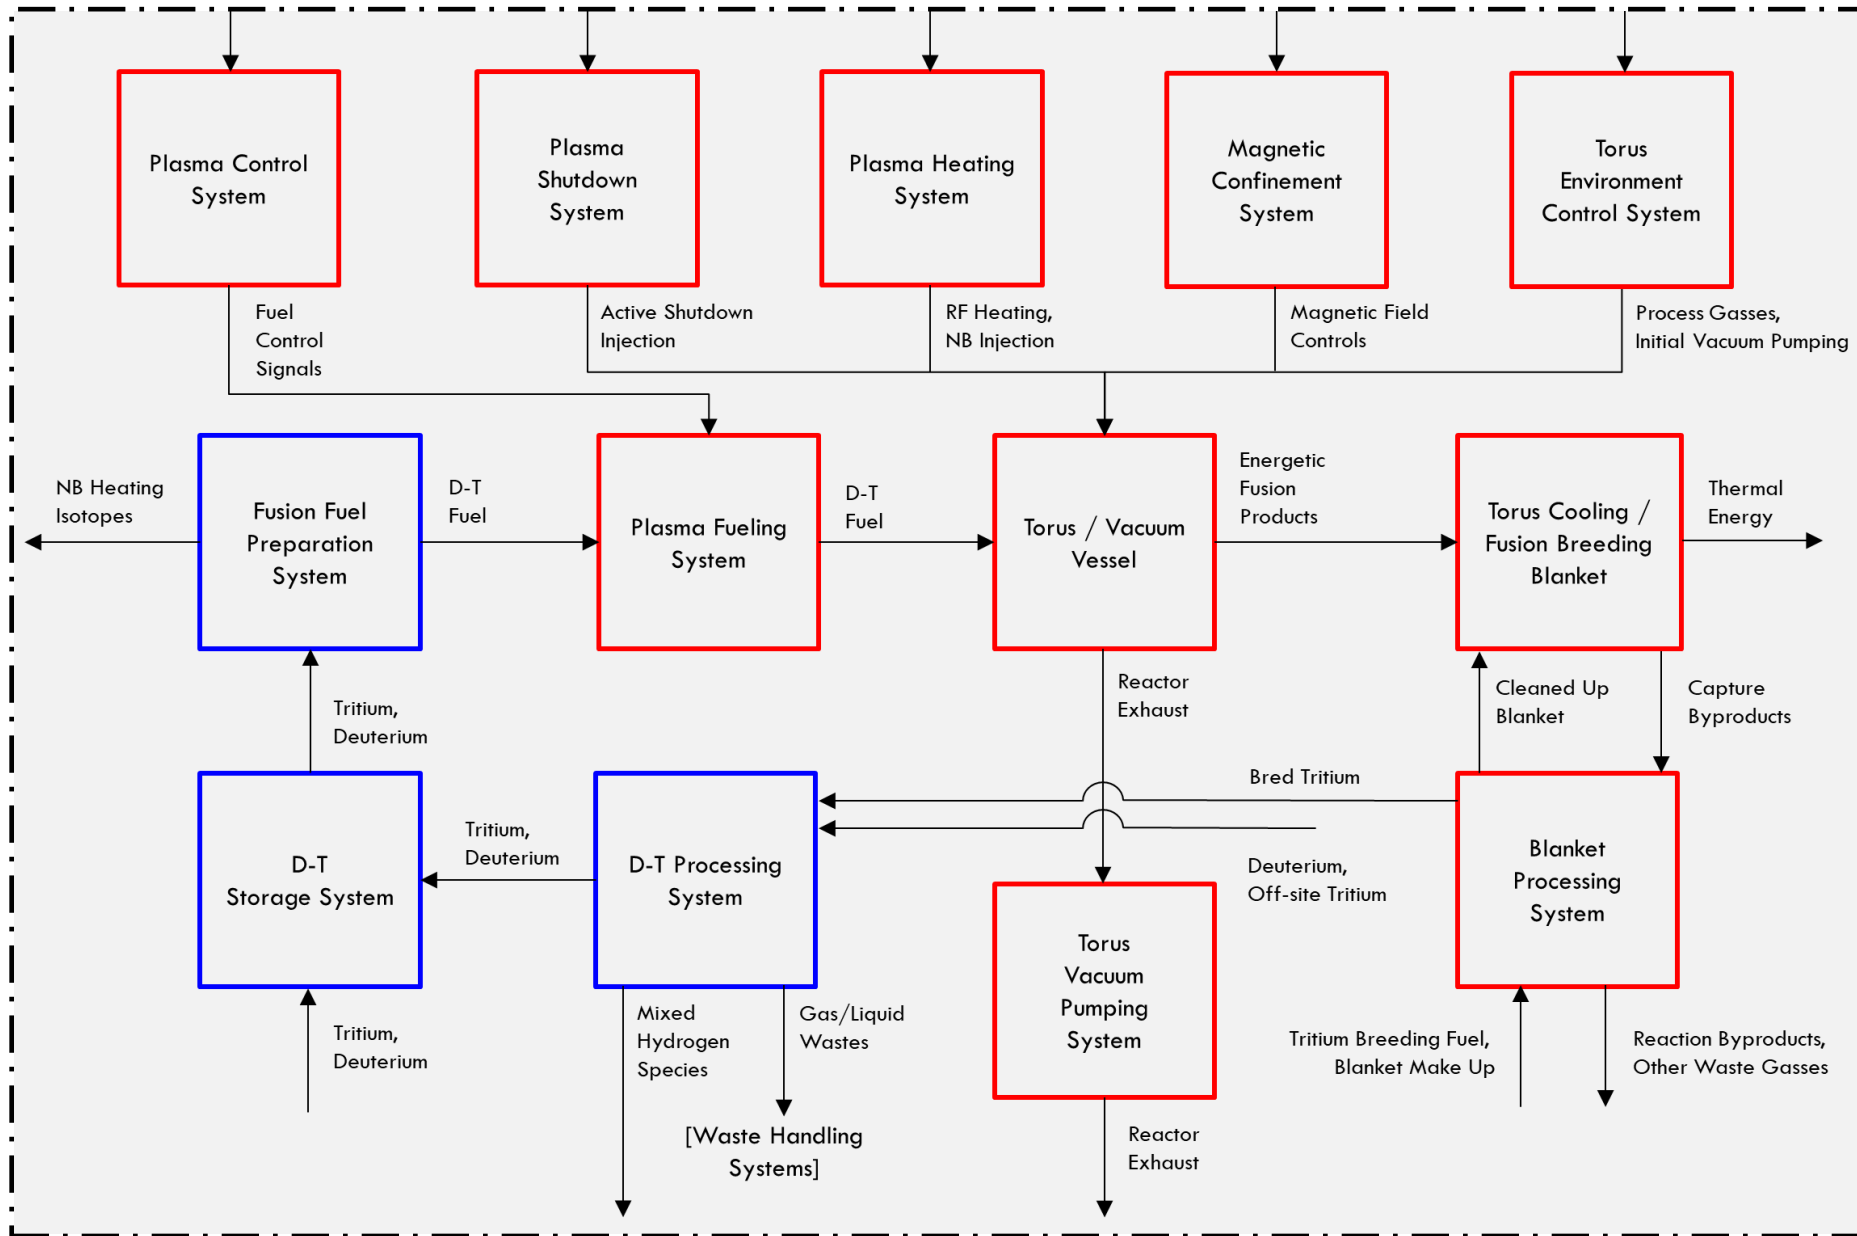 Plasma Control
System
Plasma
Shutdown
System
Plasma Heating
System
Magnetic
Confinement
System
Torus
Environment
Control System
Fuel
Control
Signals
Active Shutdown
Injection
RF Heating,
NB Injection
Magnetic Field
Controls
Process Gasses,
Initial Vacuum Pumping
NB Heating
Isotopes
Fusion Fuel
Preparation
System
D-T
Fuel
Plasma Fueling
System
D-T
Fuel
Torus / Vacuum
Vessel
Energetic
Fusion
Products
Torus Cooling /
Fusion Breeding
Blanket
Thermal
Energy
Tritium,
Deuterium
Reactor
Exhaust
Cleaned Up
Blanket
Capture
Byproducts
Bred Tritium
D-T
Storage System
Tritium,
Deuterium
D-T Processing
System
Deuterium,
Off-site Tritium
Blanket
Processing
System
Torus
Vacuum
Pumping
System
Tritium,
Deuterium
Mixed
Hydrogen
Species
Gas/Liquid
Wastes
[Waste Handling
Systems]
Reactor
Exhaust
Tritium Breeding Fuel,
Blanket Make Up
Reaction Byproducts,
Other Waste Gasses